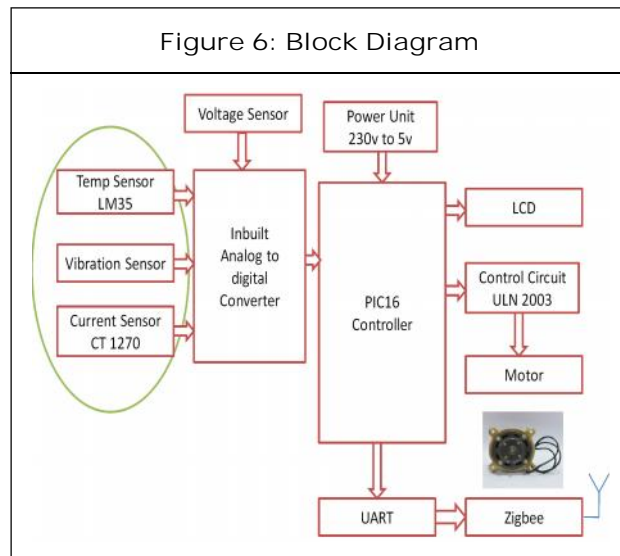 Figure 6: Block Diagram
Voltage Sensor
Power Unit
230v to 5v
Temp Sensor
LM35
Vibration Sensor
Current Sensor
CT 1270
Inbuilt
Analog to
digital
Converter
PIC16
Controller
LCD
Control Circuit
ULN 2003
Motor
UART
Zigbee